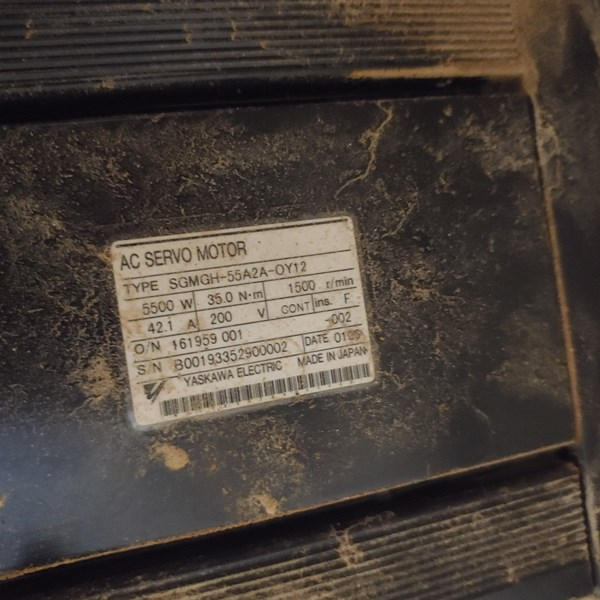 AC SERVO MOTOR
TYPE SGMGH-55A2A-OY12
5500 W 35.0 N·m 1500 r/min
42.1 A 200 V CONT ins. F
O/N 161959 001 -002
S/N B00193352900002 DATE
YASKAWA ELECTRIC MADE IN JAPAN